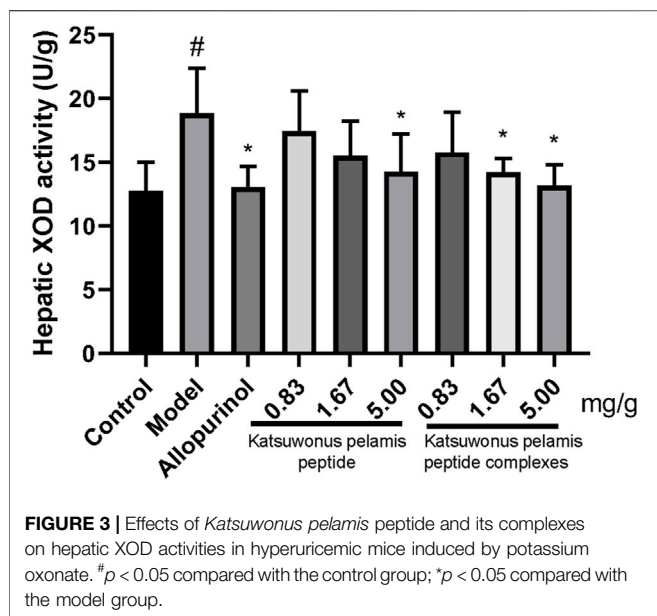 Hepatic XOD activity (U/g)
25
20
15
10
5
0
#
*
*
*
*
Control
Model
Allopurinol
0.83
1.67
5.00
0.83
1.67
5.00
mg/g
Katsuwonus pelamis
peptide
Katsuwonus pelamis
peptide complexes
FIGURE 3 | Effects of Katsuwonus pelamis peptide and its complexes
on hepatic XOD activities in hyperuricemic mice induced by potassium
oxonate. #p < 0.05 compared with the control group; *p < 0.05 compared with
the model group.